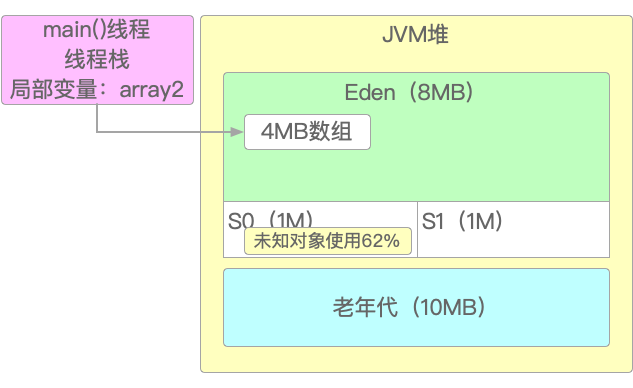 main()线程
线程栈
局部变量：array2
JVM堆
Eden（8MB）
4MB数组
S0（1M）
未知对象使用62%
S1（1M）
老年代（10MB）